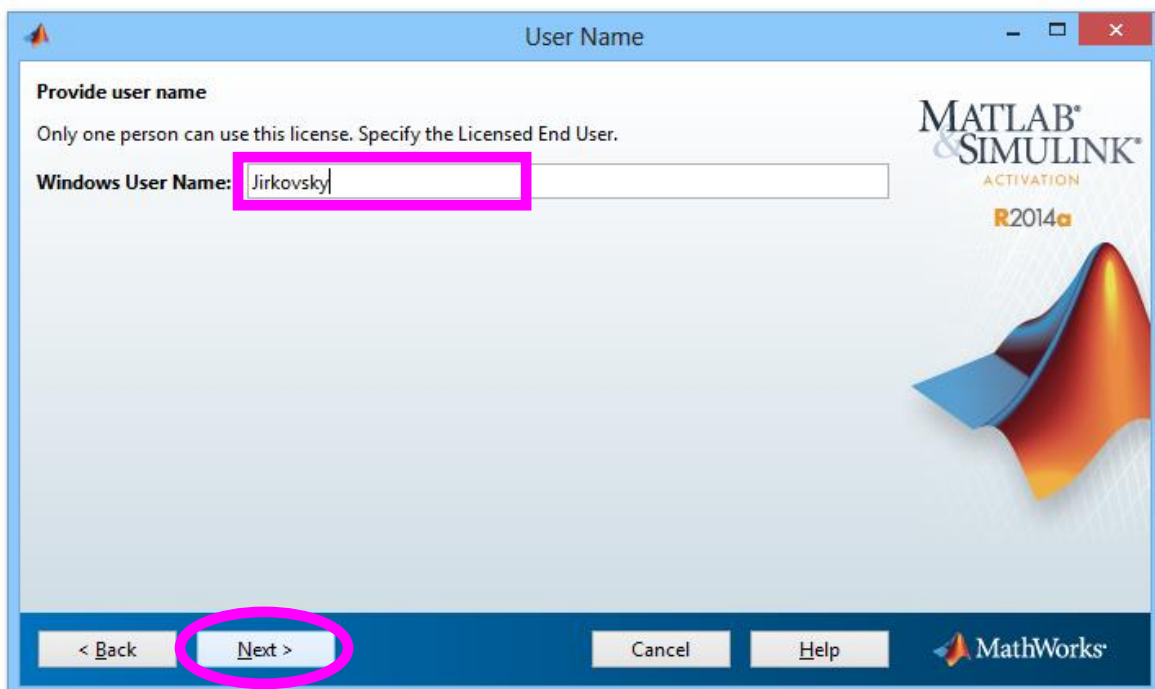 User Name
Provide user name
Only one person can use this license. Specify the Licensed End User.
Windows User Name: Jirkovsky
MATLAB®
&SIMULINK®
ACTIVATION
R2014a
< Back
Next >
Cancel
Help
MathWorks®